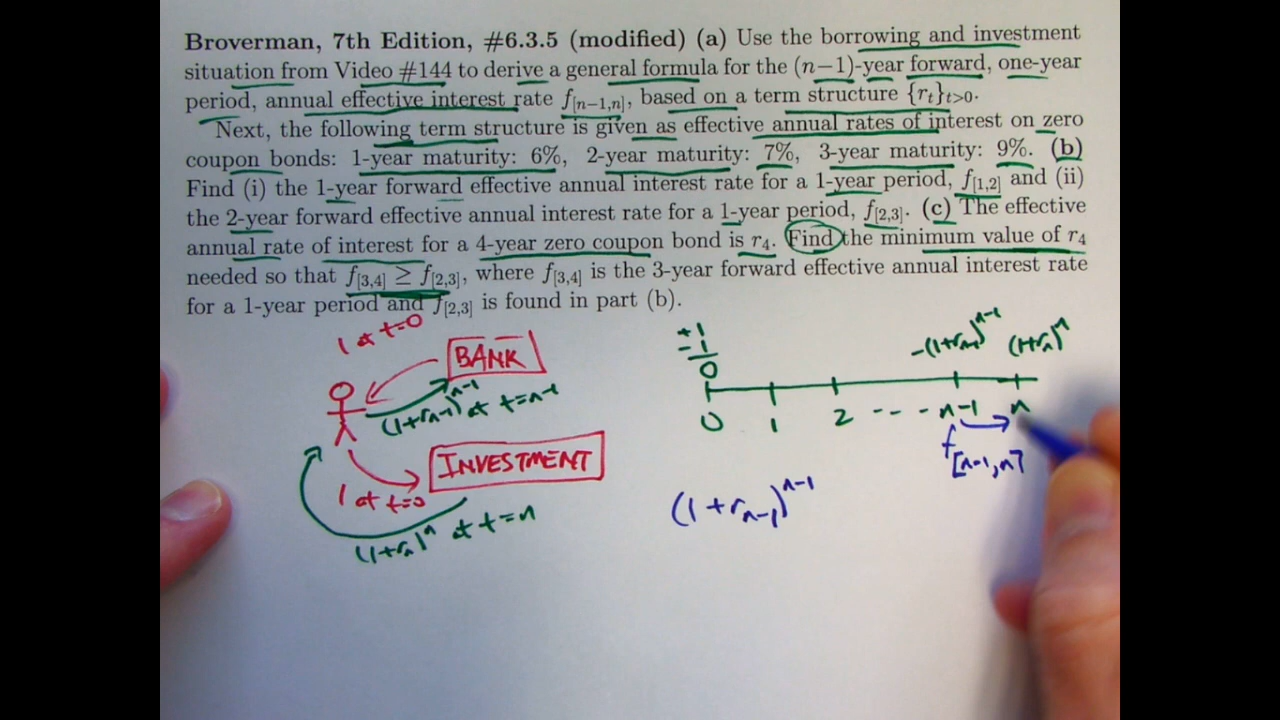 Broverman, 7th Edition, #6.3.5 (modified) (a) Use the borrowing and investment
situation from Video #144 to derive a general formula for the (n−1)-year forward, one-year
period, annual effective interest rate f[n−1,n], based on a term structure {rt}t>0.
Next, the following term structure is given as effective annual rates of interest on zero
coupon bonds: 1-year maturity: 6%, 2-year maturity: 7%, 3-year maturity: 9%. (b)
Find (i) the 1-year forward effective annual interest rate for a 1-year period, f[1,2] and (ii)
the 2-year forward effective annual interest rate for a 1-year period, f[2,3]. (c) The effective
annual rate of interest for a 4-year zero coupon bond is r4. Find the minimum value of r4
needed so that f[3,4] ≥ f[2,3], where f[3,4] is the 3-year forward effective annual interest rate
for a 1-year period and f[2,3] is found in part (b).
1 at t=0
BANK
(1+rn-1)^n-1 at t=n-1
INVESTMENT
1 at t=0
(1+rn)^n at t=n
+1
-1
0
-(1+rn-1)^n-1 (1+rn)^n
0 1 2 - - - n-1 n
f[n-1,n]
(1+rn-1)^n-1